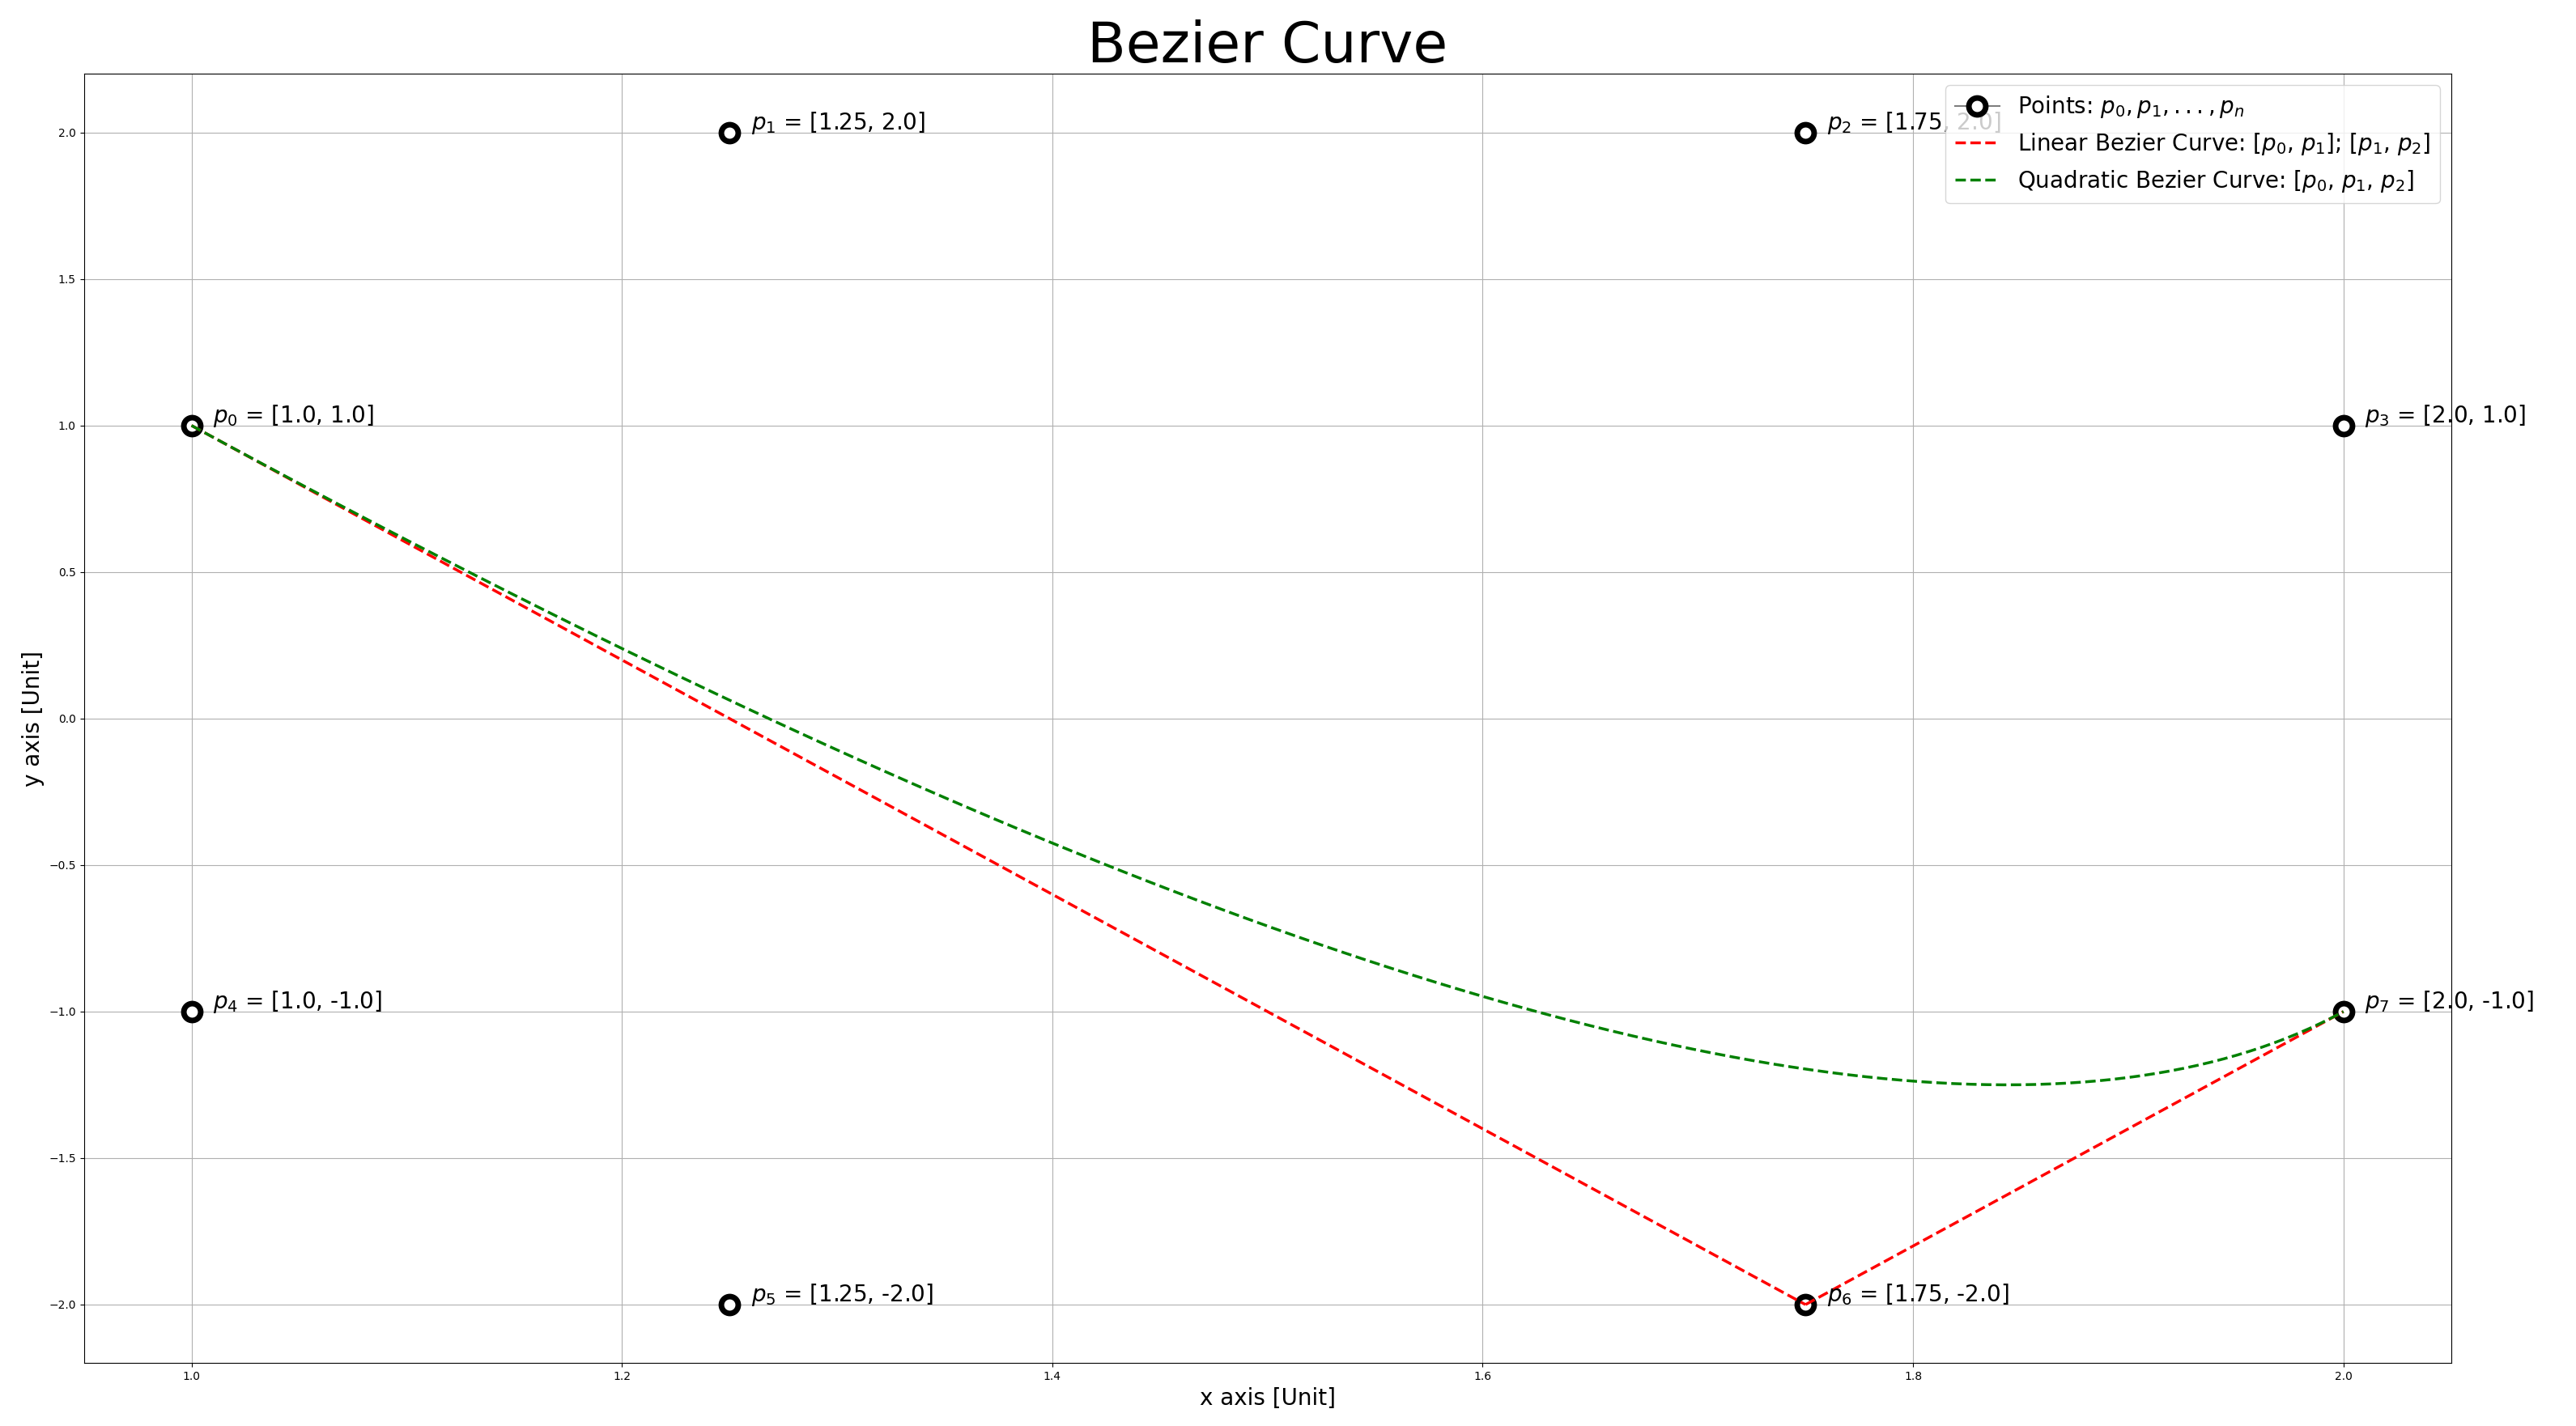 Bezier Curve
p₁ = [1.25, 2.0]
p₂ = [1.75, 2.0]
Points: p₀, p₁, . . . , pₙ
Linear Bezier Curve: [p₀, p₁]; [p₁, p₂]
Quadratic Bezier Curve: [p₀, p₁, p₂]
p₀ = [1.0, 1.0]
p₃ = [2.0, 1.0]
p₄ = [1.0, -1.0]
p₇ = [2.0, -1.0]
p₅ = [1.25, -2.0]
p₆ = [1.75, -2.0]
2.0
1.5
1.0
0.5
0.0
−0.5
−1.0
−1.5
−2.0
y axis [Unit]
1.0 1.2 1.4 1.6 1.8 2.0
x axis [Unit]